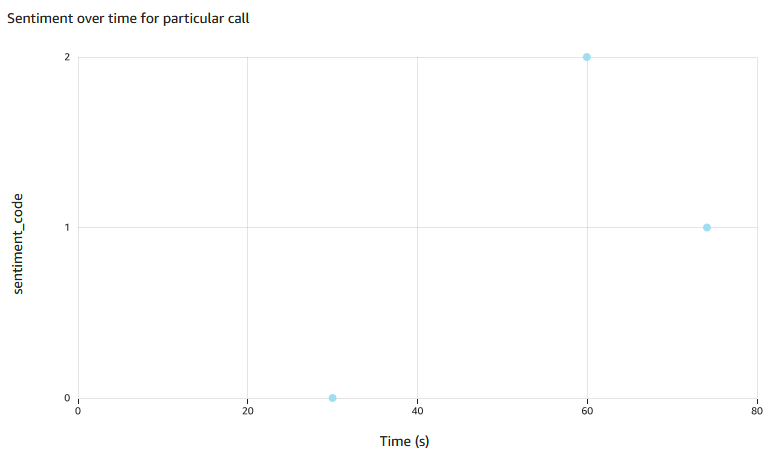 Sentiment over time for particular call
2
1
0
sentiment_code
0 20 40 60 80
Time (s)